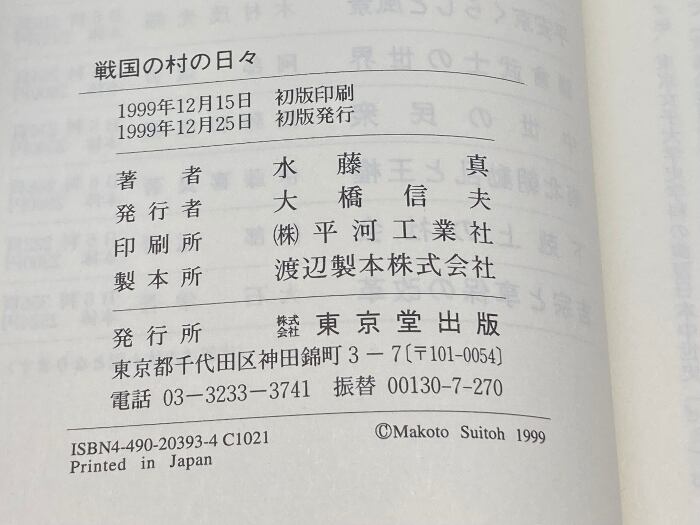 戦国の村の日々
1999年12月15日 初版印刷
1999年12月25日 初版発行
著者 水藤真
発行者 大橋信夫
印刷所 ㈱平河工業社
製本所 渡辺製本株式会社
発行所 株式会社 東京堂出版
東京都千代田区神田錦町3-7〔〒101-0054〕
電話 03-3233-3741 振替 00130-7-270
ISBN4-490-20393-4 C1021
Printed in Japan
©Makoto Suitoh 1999